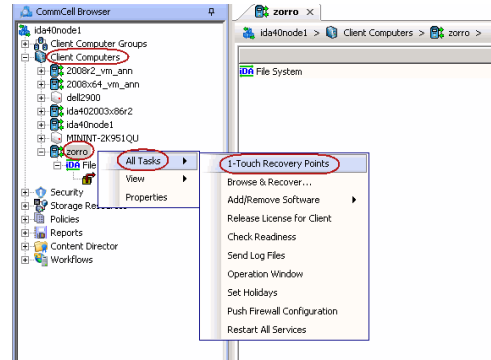 CommCell Browser
zorro ×
ida40node1
ida40node1 > Client Computers > zorro >
Client Computer Groups
Client Computers
2008r2_vm_ann
2008x64_vm_ann
dell2900
ida402003x86r2
ida40node1
MININT-2K951QU
zorro
iDA File
iDA File System
Security
Storage Re
Policies
Reports
Content Director
Workflows
All Tasks
View
Properties
1-Touch Recovery Points
Browse & Recover...
Add/Remove Software
Release License for Client
Check Readiness
Send Log Files
Operation Window
Set Holidays
Push Firewall Configuration
Restart All Services